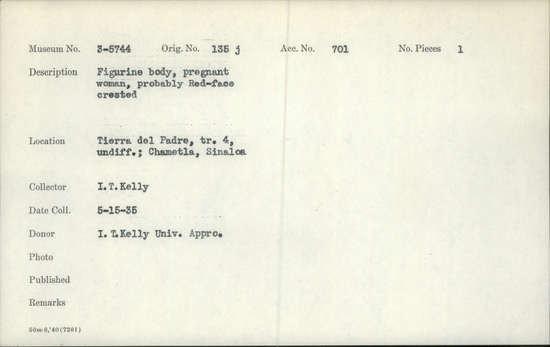 Museum No. 3-5744 Orig. No. 135 j Acc. No. 701 No. Pieces 1
Description Figurine body, pregnant
woman, probably Red-face
crested
Location Tierra del Padre, tr. 4,
undiff.; Chametla, Sinaloa
Collector I.T.Kelly
Date Coll. 5-15-35
Donor I.T.Kelly Univ. Appro.
Photo
Published
Remarks
50m-8,'40(7281)